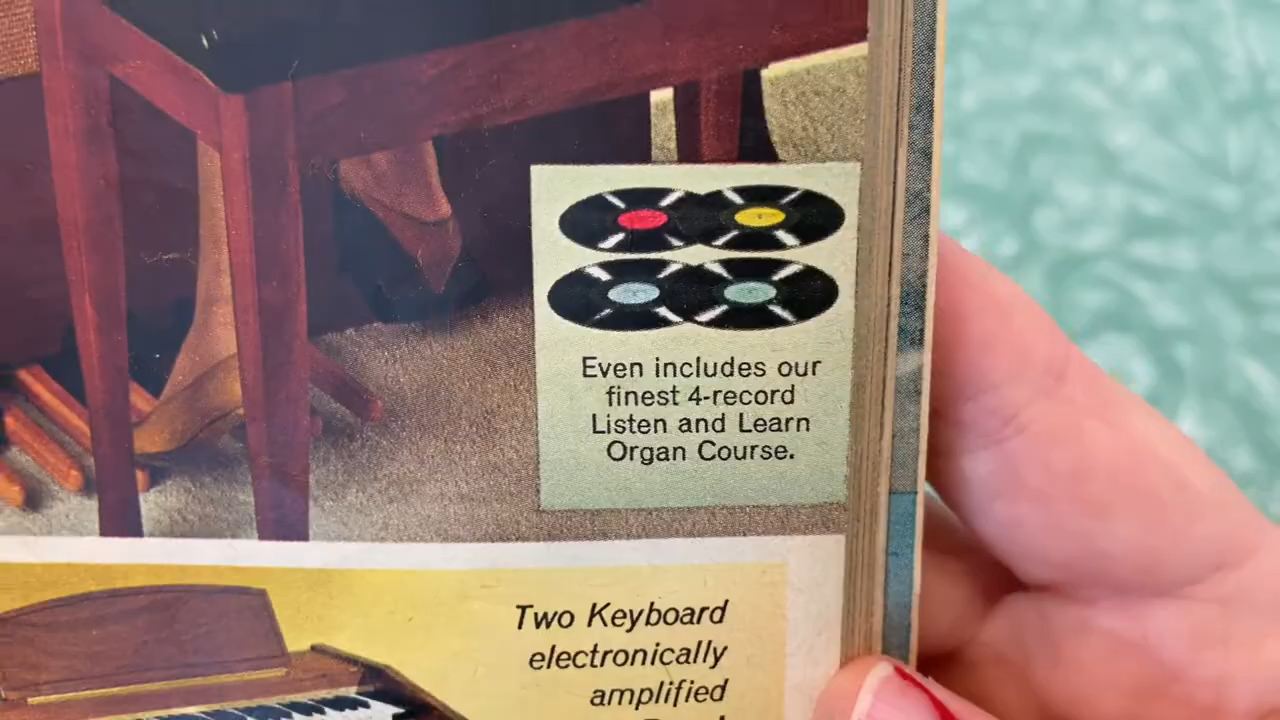 Even includes our
finest 4-record
Listen and Learn
Organ Course.
Two Keyboard
electronically
amplified